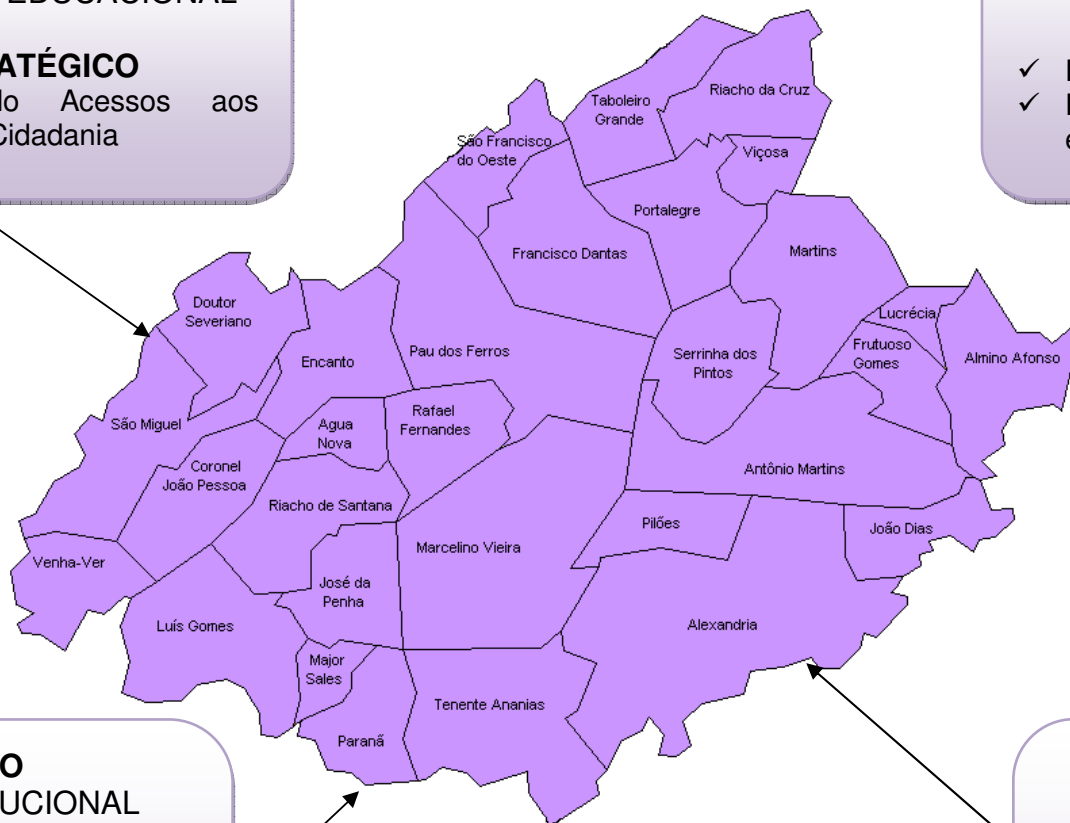 EDUCACIONAL
ATÉGICO
do Acessos aos
Cidadania
✓
✓
e
Taboleiro
Grande
Riacho da Cruz
São Francisco
do Oeste
Viçosa
Portalegre
Francisco Dantas
Martins
Doutor
Severiano
Lucrécia
Encanto
Pau dos Ferros
Serrinha dos
Pintos
Frutuoso
Gomes
Almino Afonso
São Miguel
Agua
Nova
Rafael
Fernandes
Coronel
João Pessoa
Antônio Martins
Riacho de Santana
Pilões
João Dias
Venha-Ver
Marcelino Vieira
José da
Penha
Luís Gomes
Alexandria
Major
Sales
Tenente Ananias
Paranã
O
UCIONAL